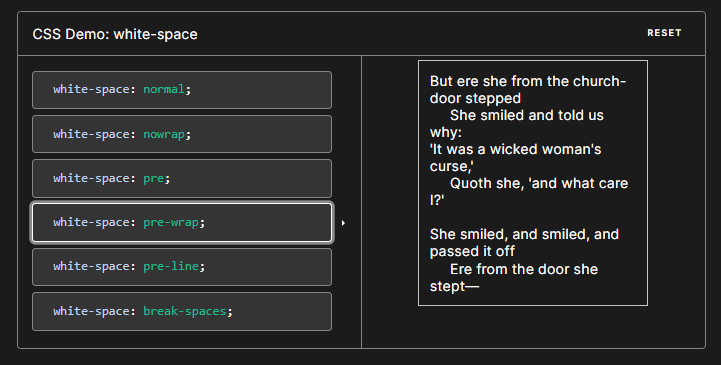 CSS Demo: white-space
RESET
white-space: normal;
white-space: nowrap;
white-space: pre;
white-space: pre-wrap;
white-space: pre-line;
white-space: break-spaces;
But ere she from the church-
door stepped
She smiled and told us
why:
'It was a wicked woman's
curse,'
Quoth she, 'and what care
I?'
She smiled, and smiled, and
passed it off
Ere from the door she
stept—